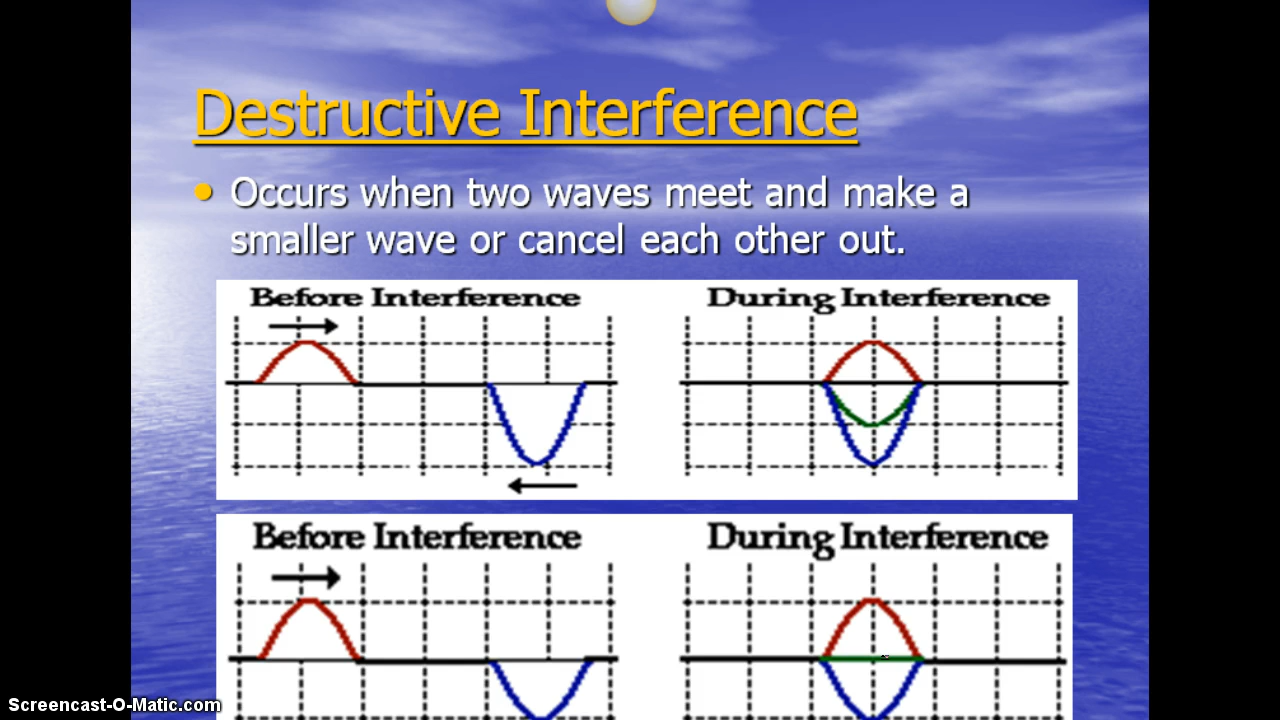 Destructive Interference
Occurs when two waves meet and make a
smaller wave or cancel each other out.
Before Interference
During Interference
Before Interference
During Interference
Screencast-O-Matic.com